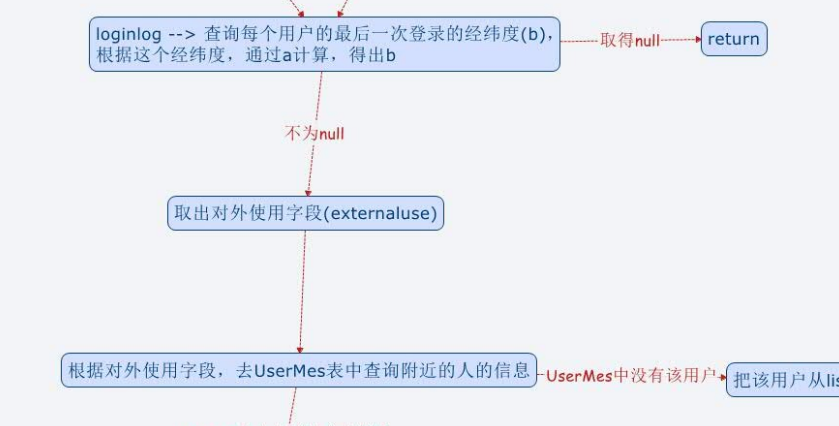 loginlog --> 查询每个用户的最后一次登录的经纬度(b),
根据这个经纬度，通过a计算，得出b
取得null
return
不为null
取出对外使用字段(externaluse)
根据对外使用字段，去UserMes表中查询附近的人的信息
UserMes中没有该用户
把该用户从lis